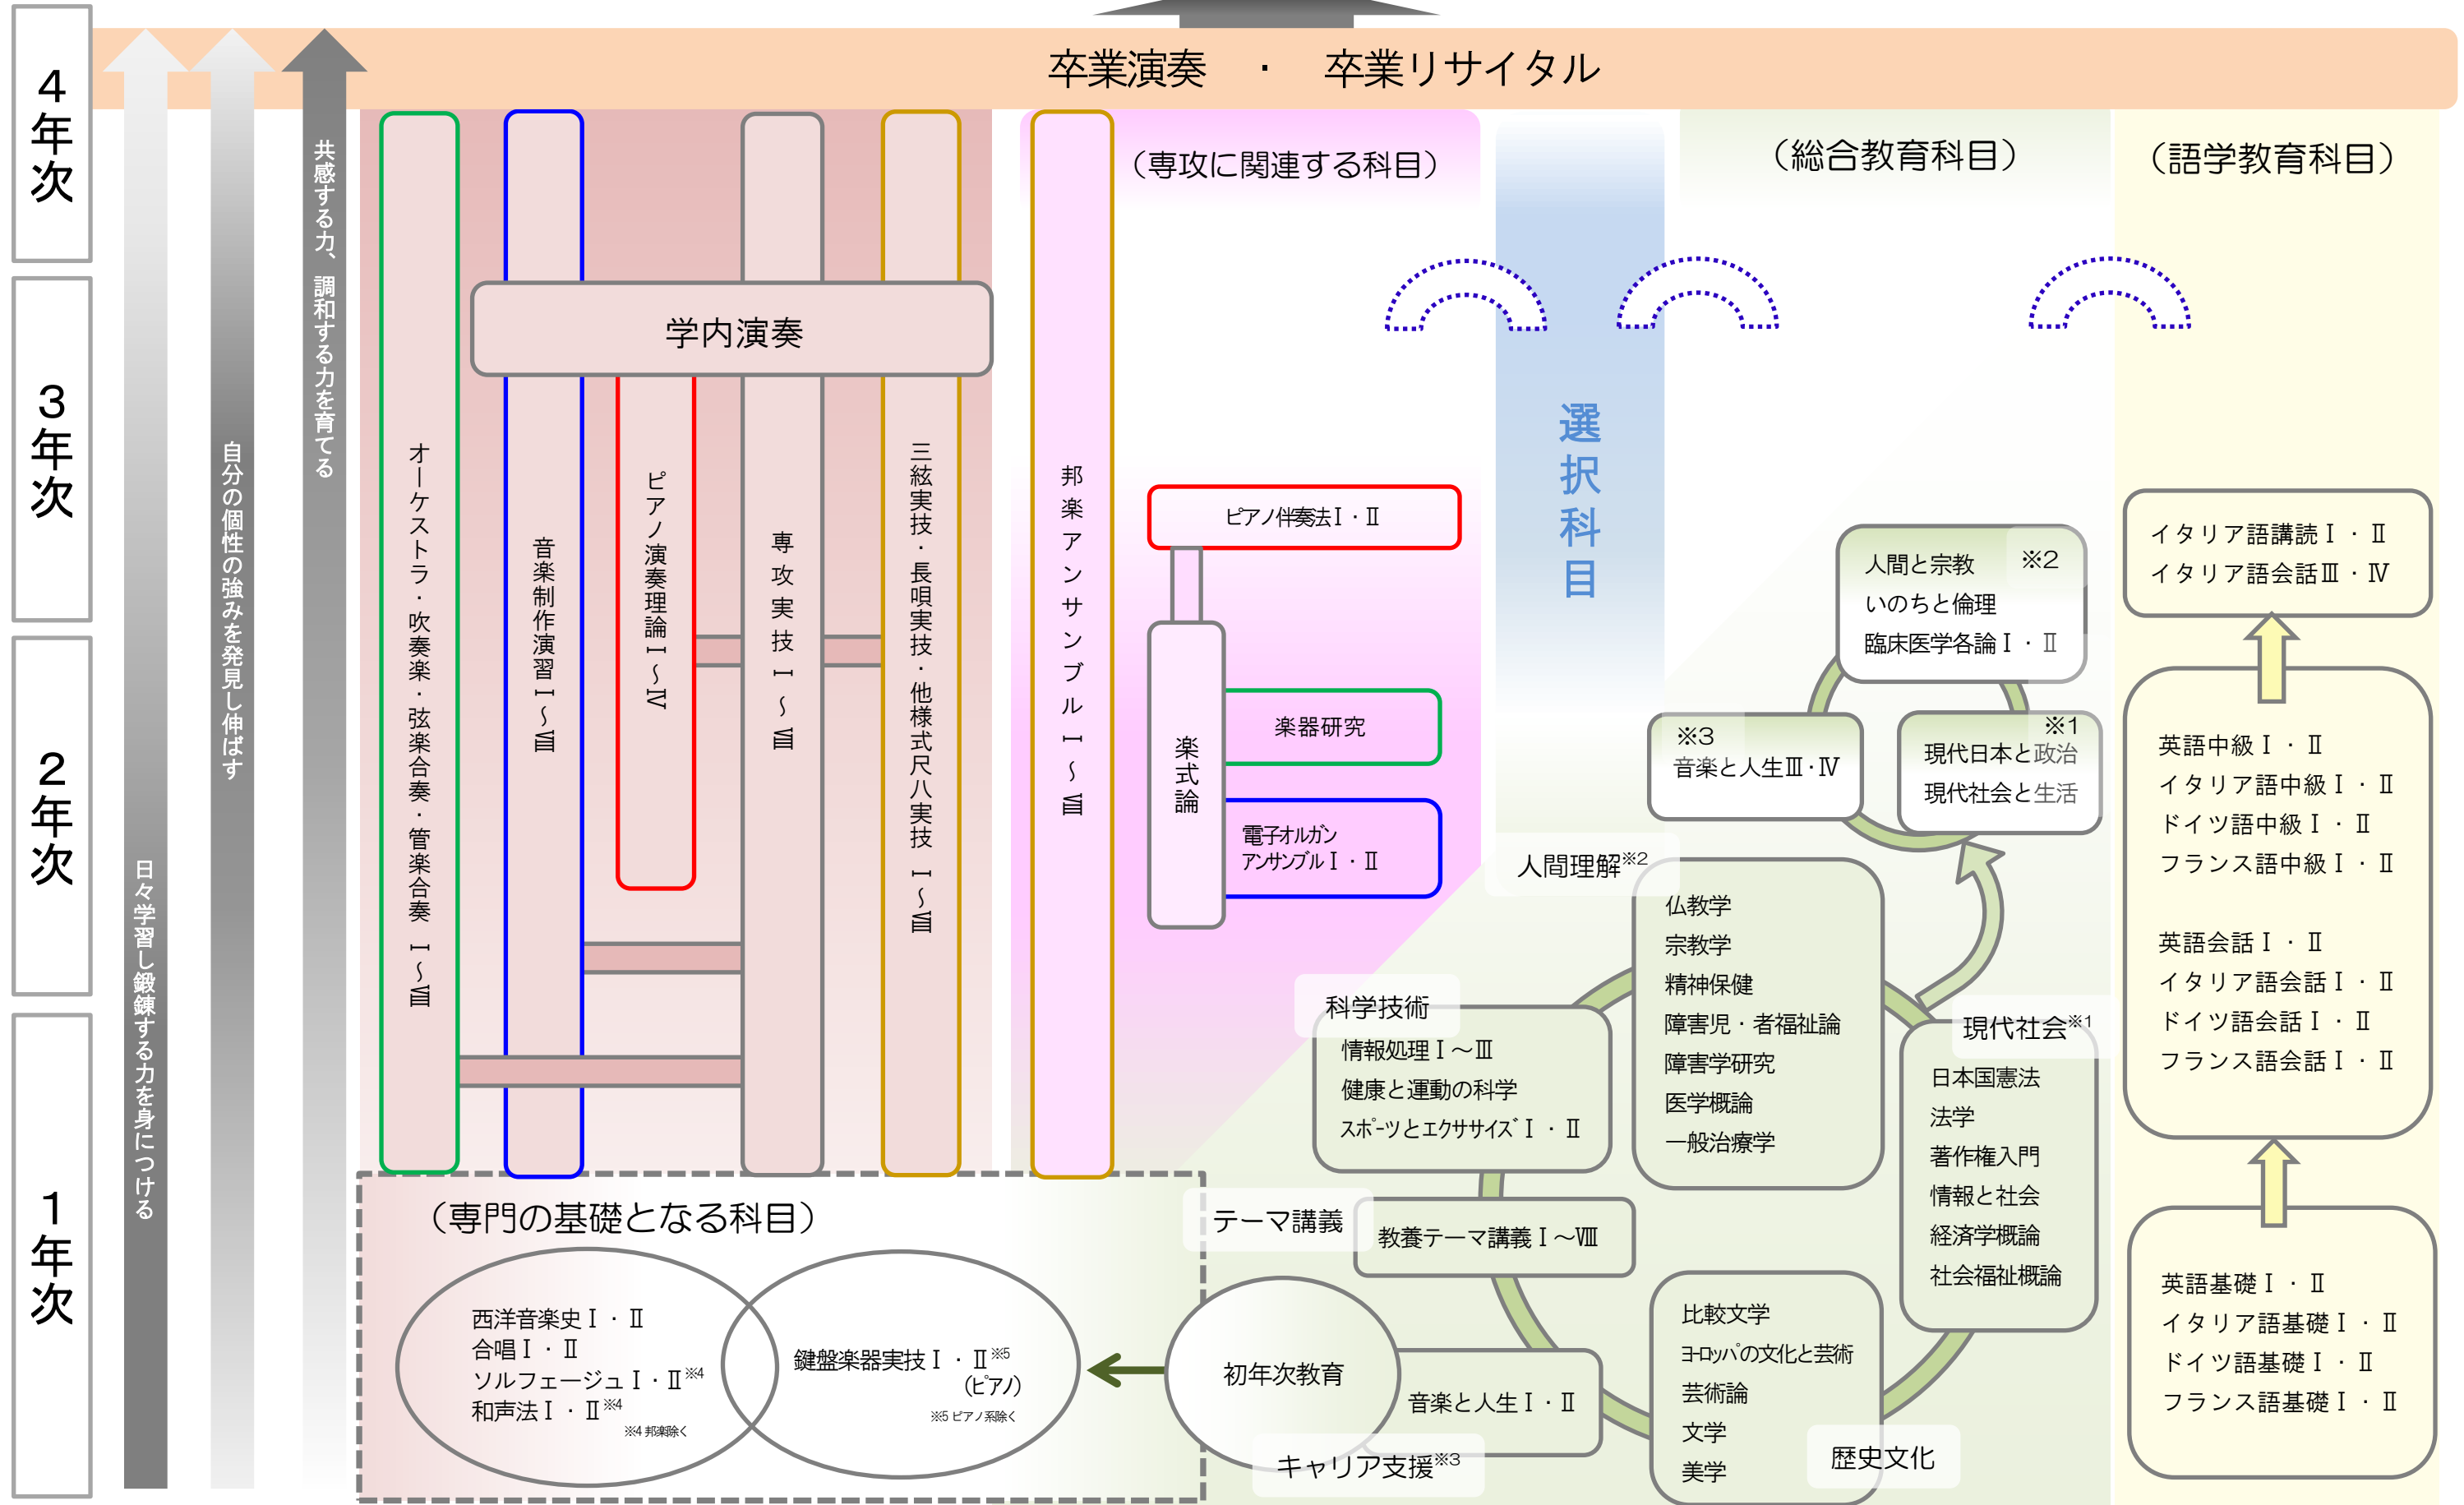 卒業演奏　・　卒業リサイタル
４年次
３年次
２年次
１年次
日々学習し鍛錬する力を身につける
自分の個性の強みを発見し伸ばす
共感する力、調和する力を育てる
学内演奏
オーケストラ・吹奏楽・弦楽合奏・管楽合奏 Ⅰ～Ⅷ
音楽制作演習Ⅰ～Ⅷ
ピアノ演奏理論Ⅰ～Ⅳ
専攻実技Ⅰ～Ⅷ
三絃実技・長唄実技・他様式尺八実技 Ⅰ～Ⅷ
邦楽アンサンブルⅠ～Ⅷ
（専攻に関連する科目）
ピアノ伴奏法Ⅰ・Ⅱ
楽式論
楽器研究
電子オルガン
アンサンブルⅠ・Ⅱ
選択科目
（総合教育科目）
人間と宗教
※2
いのちと倫理
臨床医学各論Ⅰ・Ⅱ
※3
音楽と人生Ⅲ・Ⅳ
※1
現代日本と政治
現代社会と生活
人間理解※2
仏教学
宗教学
精神保健
障害児・者福祉論
障害学研究
医学概論
一般治療学
科学技術
情報処理Ⅰ～Ⅲ
健康と運動の科学
スポーツとエクササイズⅠ・Ⅱ
現代社会※1
日本国憲法
法学
著作権入門
情報と社会
経済学概論
社会福祉概論
テーマ講義
教養テーマ講義Ⅰ～Ⅷ
初年次教育
音楽と人生Ⅰ・Ⅱ
キャリア支援※3
比較文学
ヨーロッパの文化と芸術
芸術論
文学
美学
歴史文化
（語学教育科目）
イタリア語講読Ⅰ・Ⅱ
イタリア語会話Ⅲ・Ⅳ
英語中級Ⅰ・Ⅱ
イタリア語中級Ⅰ・Ⅱ
ドイツ語中級Ⅰ・Ⅱ
フランス語中級Ⅰ・Ⅱ
英語会話Ⅰ・Ⅱ
イタリア語会話Ⅰ・Ⅱ
ドイツ語会話Ⅰ・Ⅱ
フランス語会話Ⅰ・Ⅱ
英語基礎Ⅰ・Ⅱ
イタリア語基礎Ⅰ・Ⅱ
ドイツ語基礎Ⅰ・Ⅱ
フランス語基礎Ⅰ・Ⅱ
（専門の基礎となる科目）
西洋音楽史Ⅰ・Ⅱ
合唱Ⅰ・Ⅱ
ソルフェージュⅠ・Ⅱ※4
和声法Ⅰ・Ⅱ※4
※4 邦楽除く
鍵盤楽器実技Ⅰ・Ⅱ※5
（ピアノ）
※5 ピアノ系除く